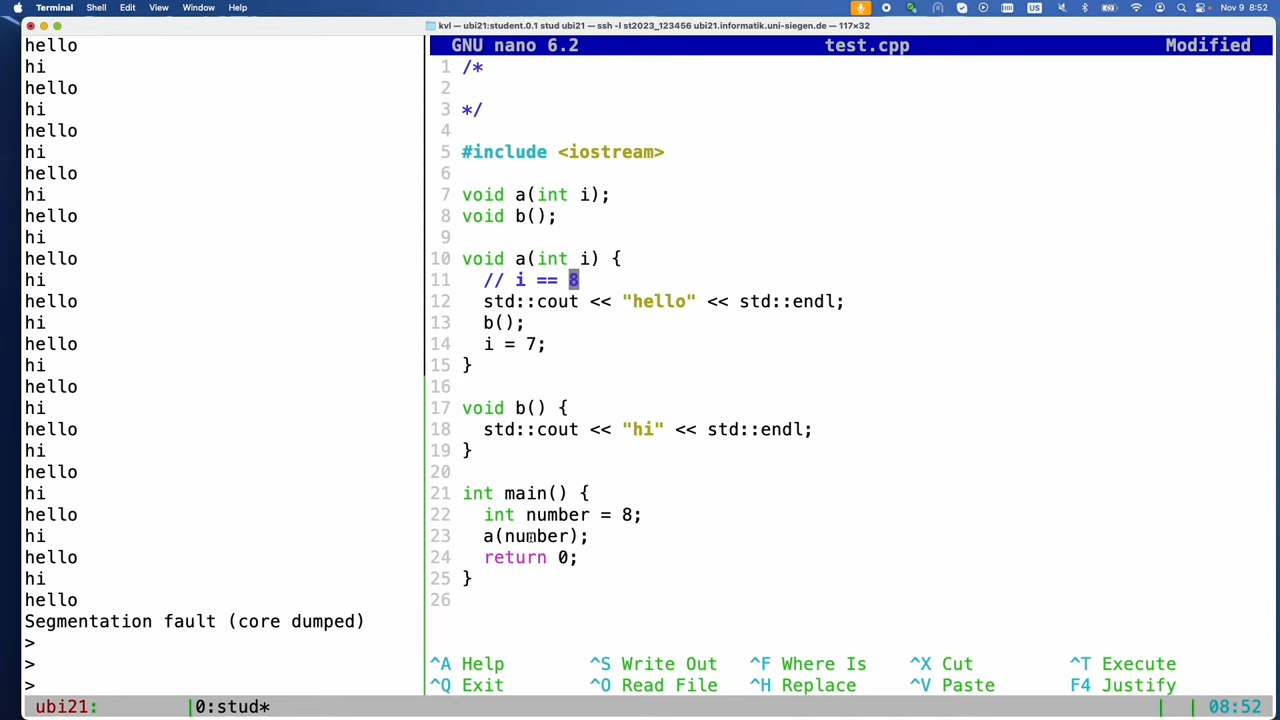 Terminal Shell Edit View Window Help
US
Nov 9 8:52
kvl — ubi21:student.0.1 stud ubi21 — ssh -l st2023_123456 ubi21.informatik.uni-siegen.de — 117×32
hello
hi
hello
hi
hello
hi
hello
hi
hello
hi
hello
hi
hello
hi
hello
hi
hello
hi
hello
hi
hello
hi
hello
hi
hello
hi
hello
Segmentation fault (core dumped)
>
>
>
GNU nano 6.2 test.cpp Modified
1 /*
2
3 */
4
5 #include <iostream>
6
7 void a(int i);
8 void b();
9
10 void a(int i) {
11 // i == 8
12 std::cout << "hello" << std::endl;
13 b();
14 i = 7;
15 }
16
17 void b() {
18 std::cout << "hi" << std::endl;
19 }
20
21 int main() {
22 int number = 8;
23 a(number);
24 return 0;
25 }
26
^A Help ^S Write Out ^F Where Is ^X Cut ^T Execute
^Q Exit ^O Read File ^H Replace ^V Paste F4 Justify
ubi21: |0:stud* | | 08:52